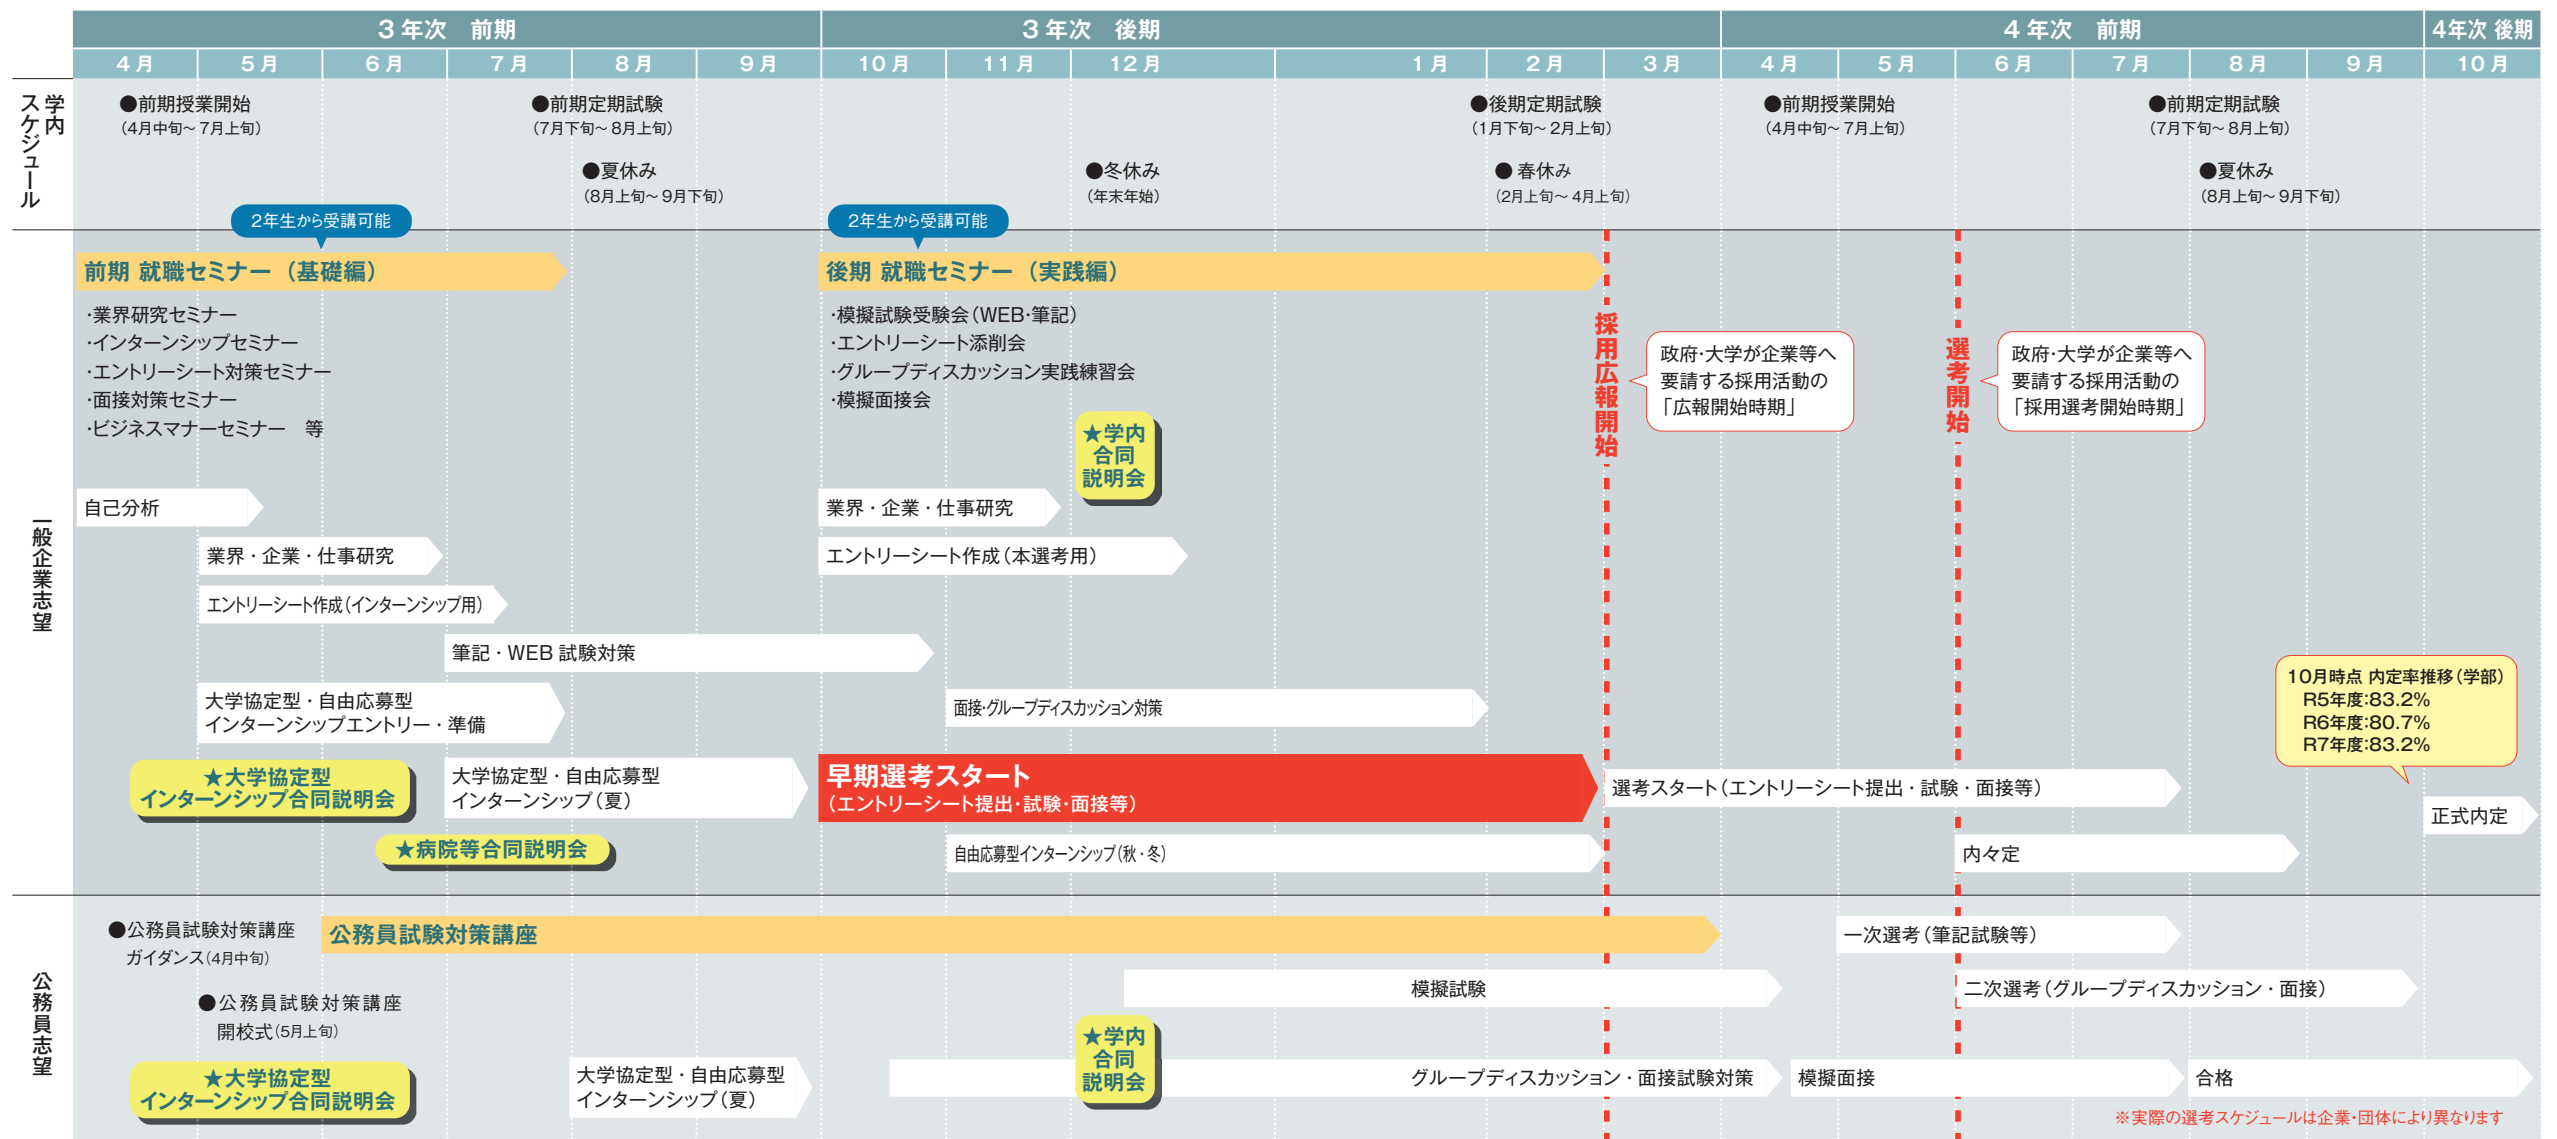 3年次 前期
3年次 後期
4年次 前期
4年次 後期
4月
5月
6月
7月
8月
9月
10月
11月
12月
1月
2月
3月
4月
5月
6月
7月
8月
9月
10月
学内
スケジュール
●前期授業開始
(4月中旬～7月上旬)
●前期定期試験
(7月下旬～8月上旬)
●夏休み
(8月上旬～9月下旬)
●冬休み
(年末年始)
●後期定期試験
(1月下旬～2月上旬)
●春休み
(2月上旬～4月上旬)
●前期授業開始
(4月中旬～7月上旬)
●前期定期試験
(7月下旬～8月上旬)
●夏休み
(8月上旬～9月下旬)
一般企業志望
2年生から受講可能
前期 就職セミナー（基礎編）
・業界研究セミナー
・インターンシップセミナー
・エントリーシート対策セミナー
・面接対策セミナー
・ビジネスマナーセミナー 等
2年生から受講可能
後期 就職セミナー（実践編）
・模擬試験受験会（WEB・筆記）
・エントリーシート添削会
・グループディスカッション実践練習会
・模擬面接会
★学内
合同
説明会
採用広報開始
政府・大学が企業等へ
要請する採用活動の
「広報開始時期」
選考開始
政府・大学が企業等へ
要請する採用活動の
「採用選考開始時期」
自己分析
業界・企業・仕事研究
業界・企業・仕事研究
エントリーシート作成（本選考用）
エントリーシート作成（インターンシップ用）
筆記・WEB 試験対策
大学協定型・自由応募型
インターンシップエントリー・準備
面接・グループディスカッション対策
10月時点 内定率推移（学部）
R5年度:83.2%
R6年度:80.7%
R7年度:83.2%
★大学協定型
インターンシップ合同説明会
大学協定型・自由応募型
インターンシップ（夏）
早期選考スタート
（エントリーシート提出・試験・面接等）
選考スタート（エントリーシート提出・試験・面接等）
正式内定
★病院等合同説明会
自由応募型インターンシップ（秋・冬）
内々定
公務員志望
●公務員試験対策講座
ガイダンス(4月中旬)
公務員試験対策講座
一次選考（筆記試験等）
●公務員試験対策講座
開校式(5月上旬)
模擬試験
二次選考（グループディスカッション・面接）
★大学協定型
インターンシップ合同説明会
大学協定型・自由応募型
インターンシップ（夏）
★学内
合同
説明会
グループディスカッション・面接試験対策
模擬面接
合格
※実際の選考スケジュールは企業・団体により異なります